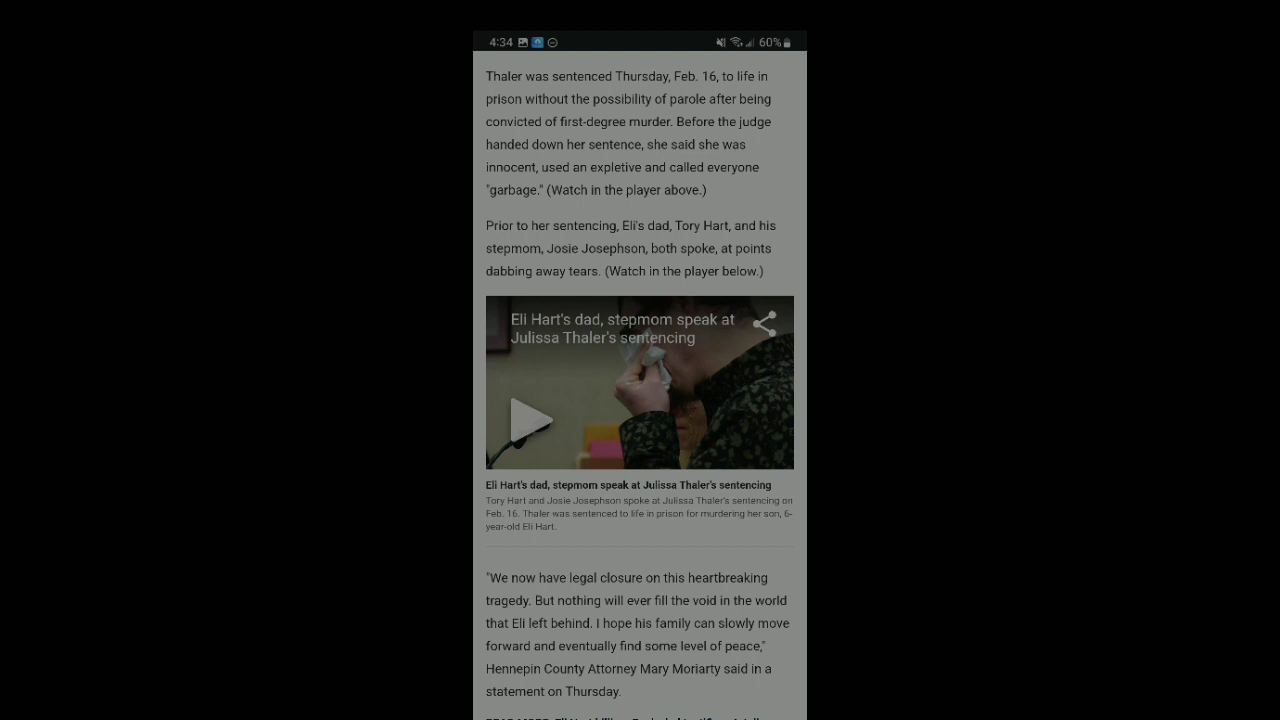 4:34 60%
Thaler was sentenced Thursday, Feb. 16, to life in
prison without the possibility of parole after being
convicted of first-degree murder. Before the judge
handed down her sentence, she said she was
innocent, used an expletive and called everyone
"garbage." (Watch in the player above.)
Prior to her sentencing, Eli's dad, Tory Hart, and his
stepmom, Josie Josephson, both spoke, at points
dabbing away tears. (Watch in the player below.)
Eli Hart's dad, stepmom speak at
Julissa Thaler's sentencing
Eli Hart's dad, stepmom speak at Julissa Thaler's sentencing
Tory Hart and Josie Josephson spoke at Julissa Thaler's sentencing on
Feb. 16. Thaler was sentenced to life in prison for murdering her son, 6-
year-old Eli Hart.
"We now have legal closure on this heartbreaking
tragedy. But nothing will ever fill the void in the world
that Eli left behind. I hope his family can slowly move
forward and eventually find some level of peace,"
Hennepin County Attorney Mary Moriarty said in a
statement on Thursday.